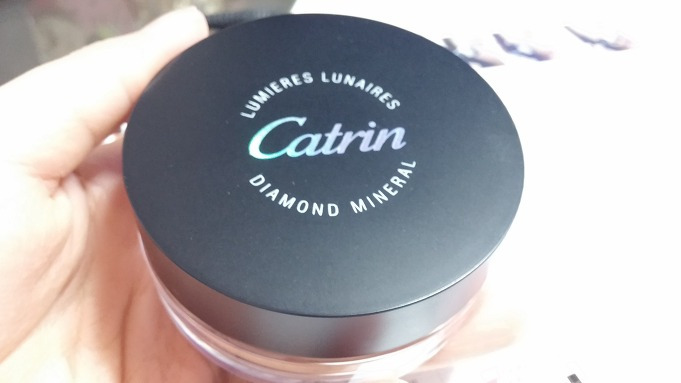 LUMIERES LUNAIRES
Catrin
DIAMOND MINERAL